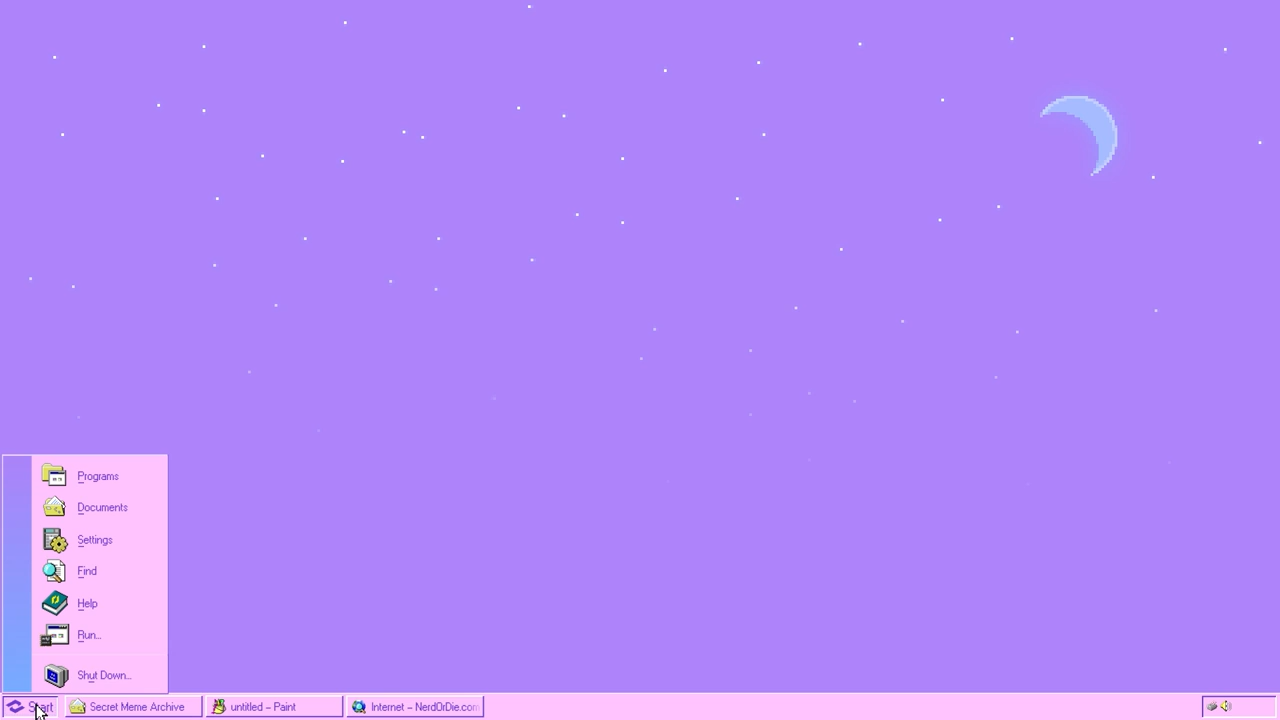 Programs
Documents
Settings
Find
Help
Run...
Shut Down...
Start
Secret Meme Archive
untitled – Paint
Internet – NerdOrDie.com